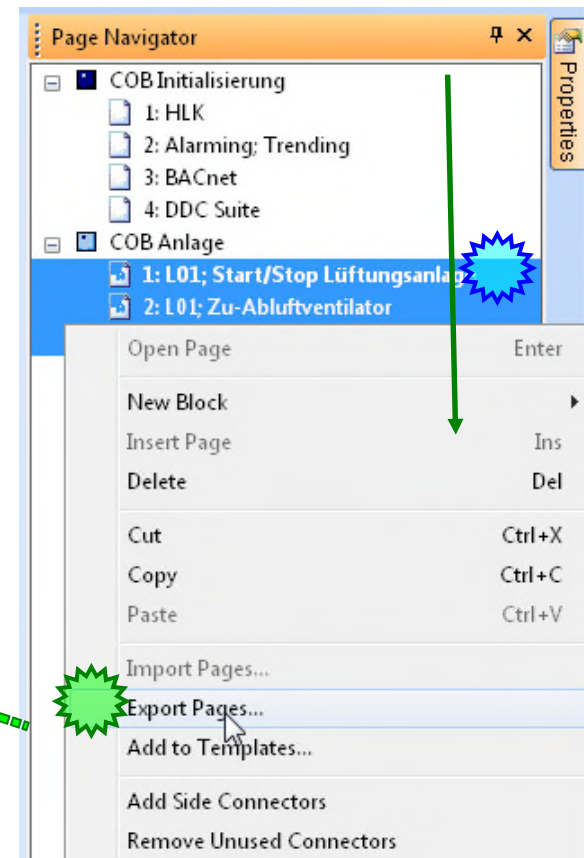 Page Navigator
Properties
COB Initialisierung
1: HLK
2: Alarming; Trending
3: BACnet
4: DDC Suite
COB Anlage
1: L01; Start/Stop Lüftungsanlag
2: L01; Zu-Abluftventilator
Open Page Enter
New Block
Insert Page Ins
Delete Del
Cut Ctrl+X
Copy Ctrl+C
Paste Ctrl+V
Import Pages...
Export Pages...
Add to Templates...
Add Side Connectors
Remove Unused Connectors